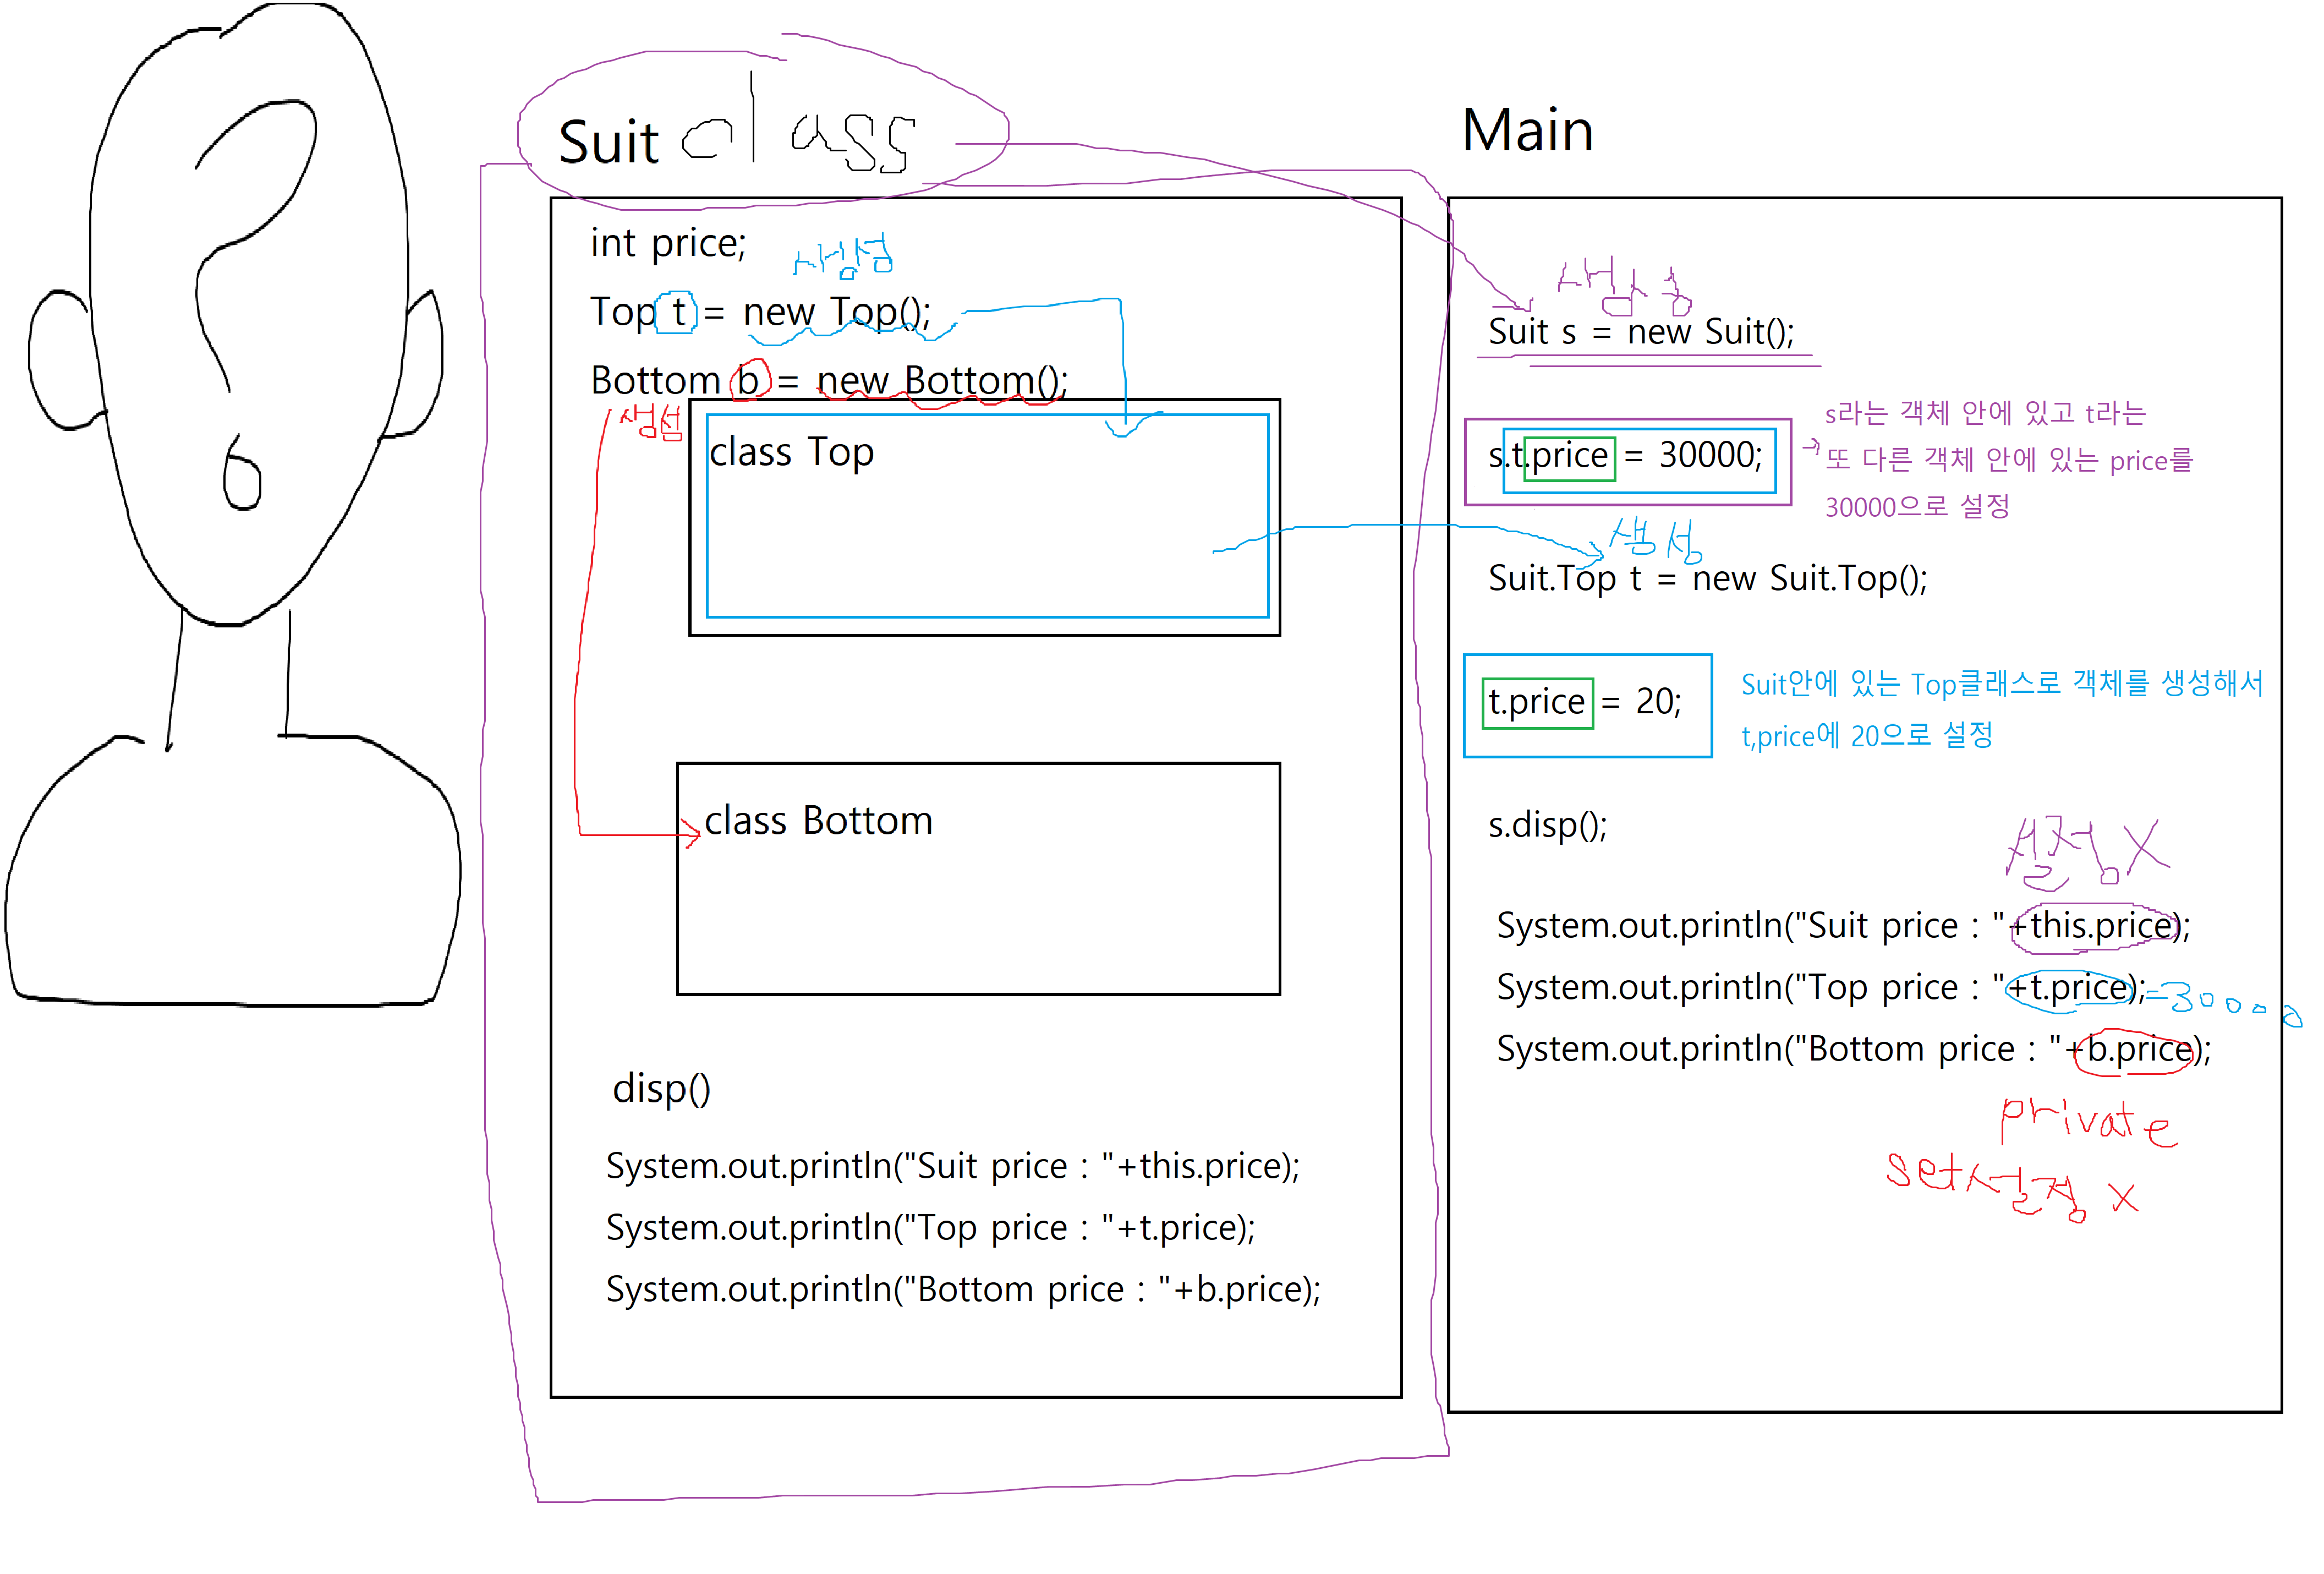 Suit class
int price;
생성
Top t = new Top();
Bottom b = new Bottom();
생성
class Top
class Bottom
disp()
System.out.println("Suit price : "+this.price);
System.out.println("Top price : "+t.price);
System.out.println("Bottom price : "+b.price);
Main
생성
Suit s = new Suit();
s.t.price = 30000;
s라는 객체 안에 있고 t라는
또 다른 객체 안에 있는 price를
30000으로 설정
생성
Suit.Top t = new Suit.Top();
t.price = 20;
Suit안에 있는 Top클래스로 객체를 생성해서
t,price에 20으로 설정
s.disp();
설정 X
System.out.println("Suit price : "+this.price);
System.out.println("Top price : "+t.price); =30000
System.out.println("Bottom price : "+b.price);
private
set설정 X